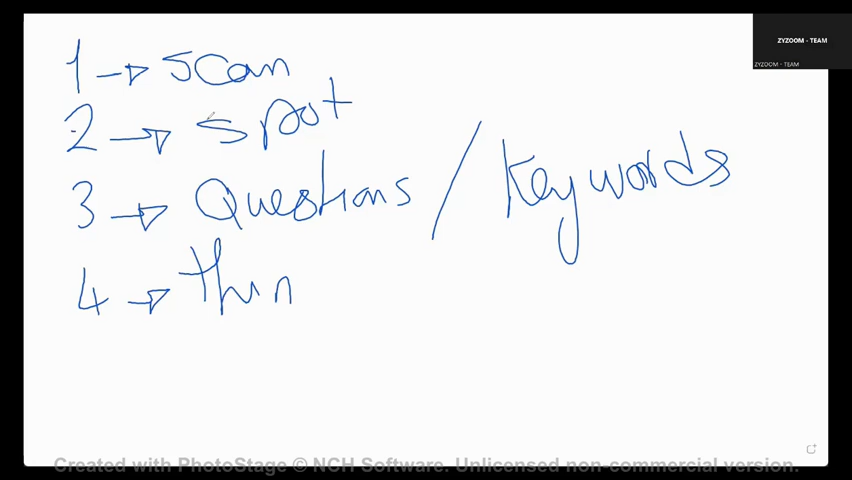 ZYZOOM - TEAM
ZYZOOM - TEAM
1 → scan
2 → spot
3 → Questions / Keywords
4 → thin
Created with PhotoStage © NCH Software. Unlicensed non-commercial version.